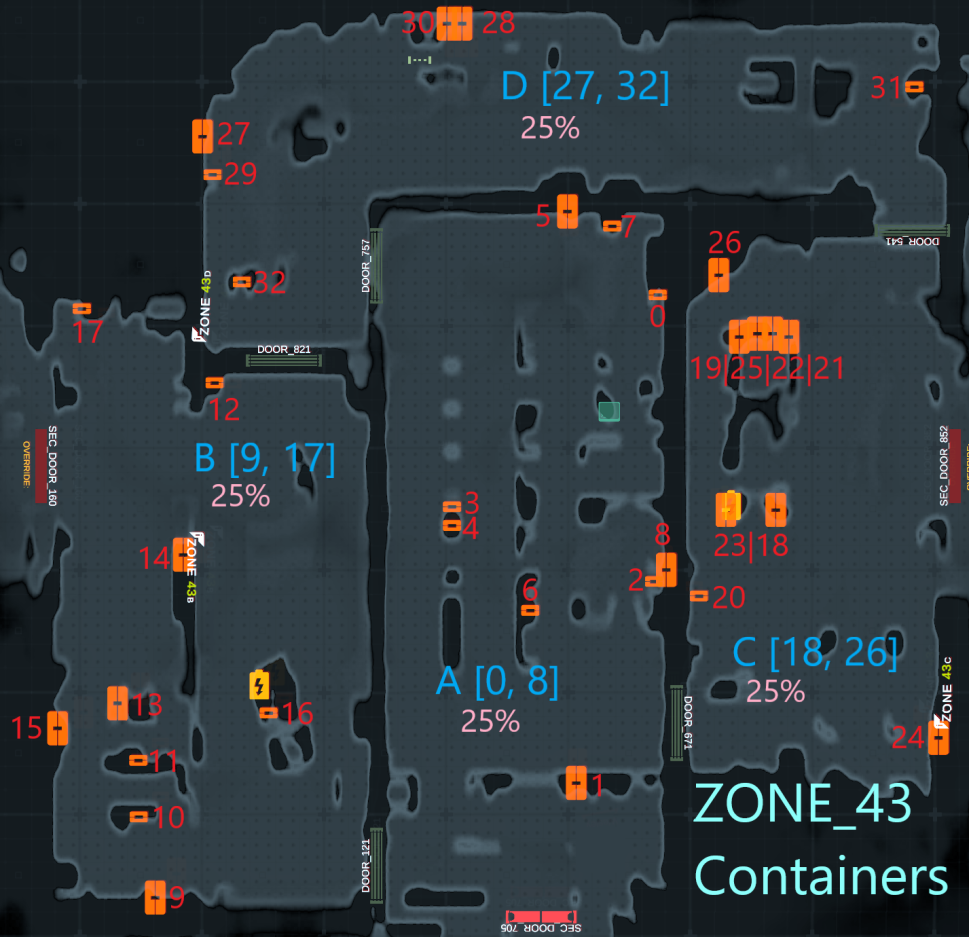 30
28
D [27, 32]
25%
31
27
29
5
7
DOOR_541
26
DOOR_757
32
ZONE 43D
0
17
19|25|22|21
DOOR_821
12
SEC_DOOR_160
OVERRIDE:
B [9, 17]
25%
SEC_DOOR_852
3
4
8
23|18
14
ZONE 43B
2
6
20
C [18, 26]
25%
A [0, 8]
25%
ZONE 43C
13
16
15
11
DOOR_671
24
1
10
ZONE_43
Containers
DOOR_121
9
SEC_DOOR_705